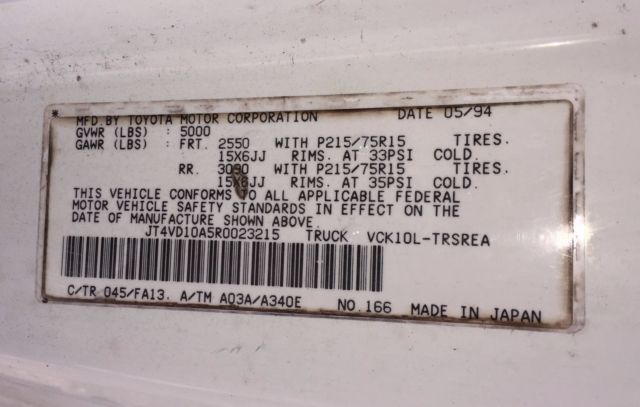 * MFD.BY TOYOTA MOTOR CORPORATION DATE 05/94
GVWR (LBS) : 5000
GAWR (LBS) : FRT. 2550 WITH P215/75R15 TIRES.
15X6JJ RIMS. AT 33PSI COLD.
RR. 3090 WITH P215/75R15 TIRES.
15X6JJ RIMS. AT 35PSI COLD.
THIS VEHICLE CONFORMS TO ALL APPLICABLE FEDERAL
MOTOR VEHICLE SAFETY STANDARDS IN EFFECT ON THE
DATE OF MANUFACTURE SHOWN ABOVE.
JT4VD10A5R0023215 TRUCK VCK10L-TRSREA
C/TR 045/FA13. A/TM A03A/A340E NO.166 MADE IN JAPAN